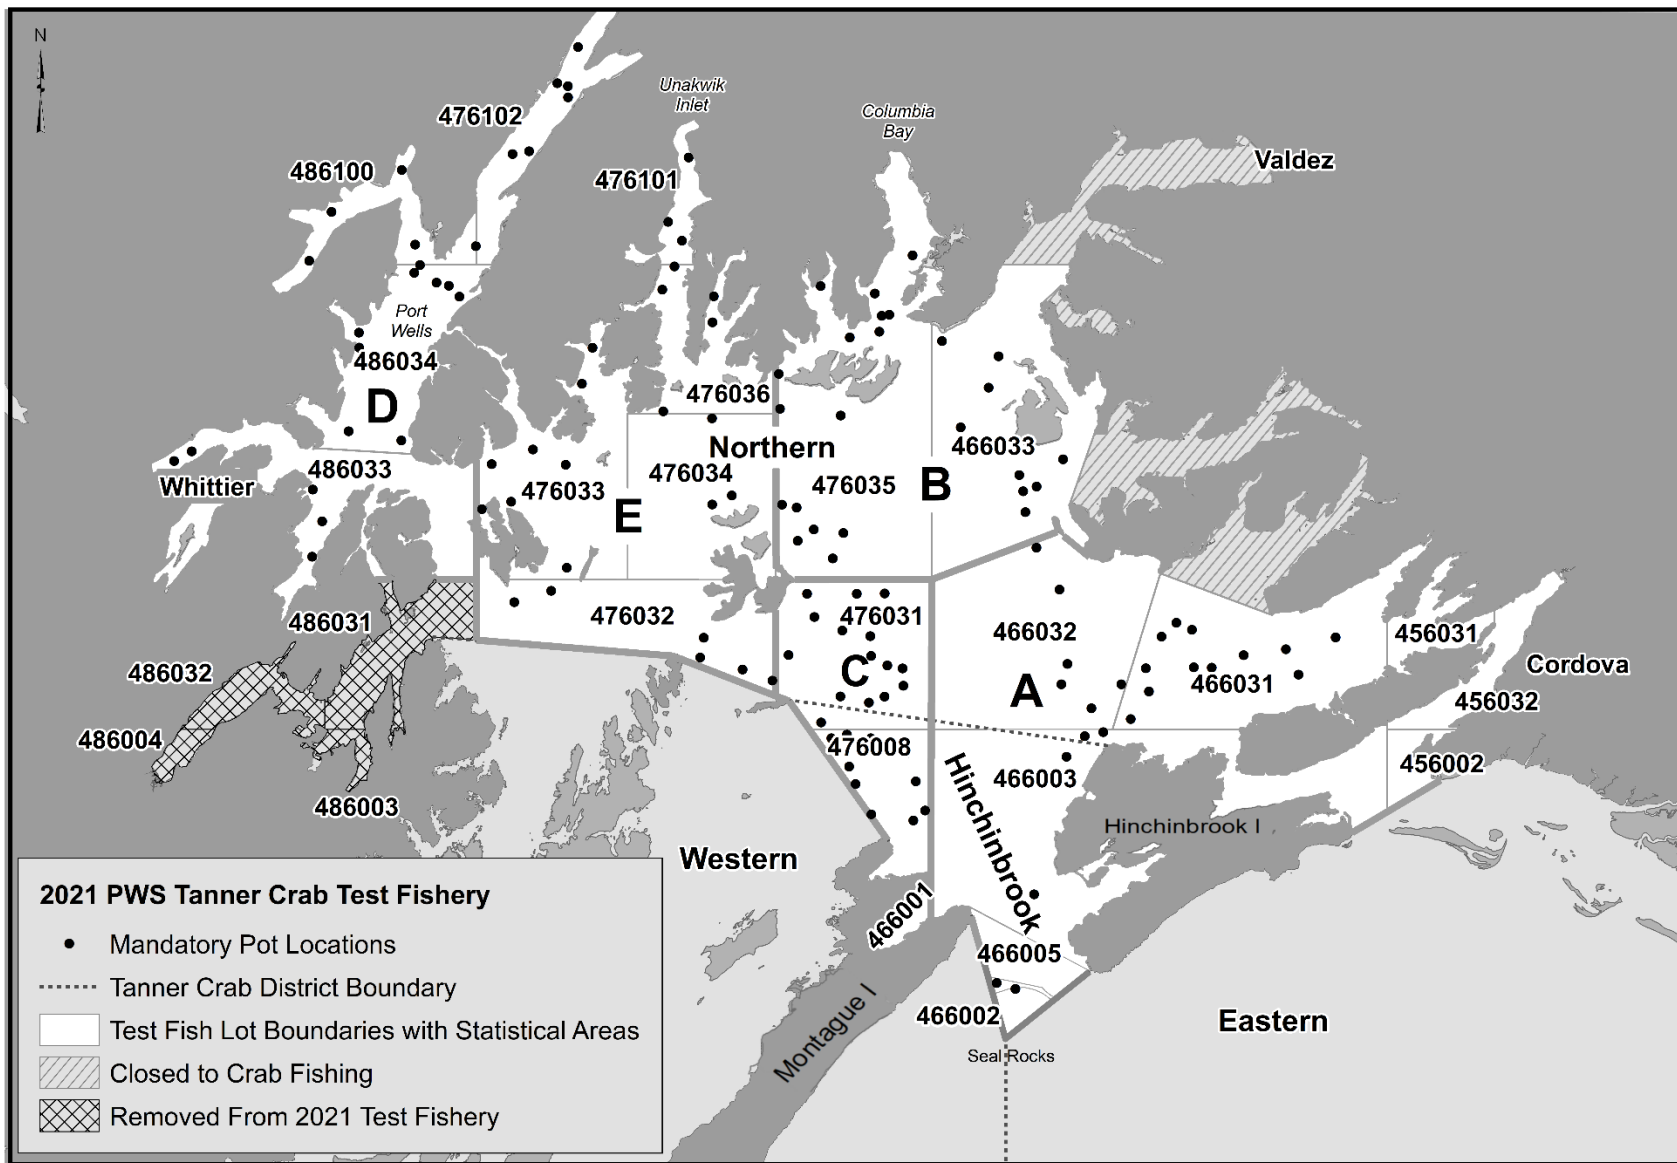 N
Unakwik
Inlet
Columbia
Bay
476102
Valdez
486100
476101
Port
Wells
486034
D
476036
Northern
466033
486033
Whittier
476034
476033
476035
B
E
476032
476031
486031
466032
456031
486032
C
A
466031
Cordova
456032
486004
476008
466003
456002
486003
Hinchinbrook
Hinchinbrook I
Western
466001
466005
466002
Montague I
Eastern
Seal Rocks
2021 PWS Tanner Crab Test Fishery
Mandatory Pot Locations
Tanner Crab District Boundary
Test Fish Lot Boundaries with Statistical Areas
Closed to Crab Fishing
Removed From 2021 Test Fishery